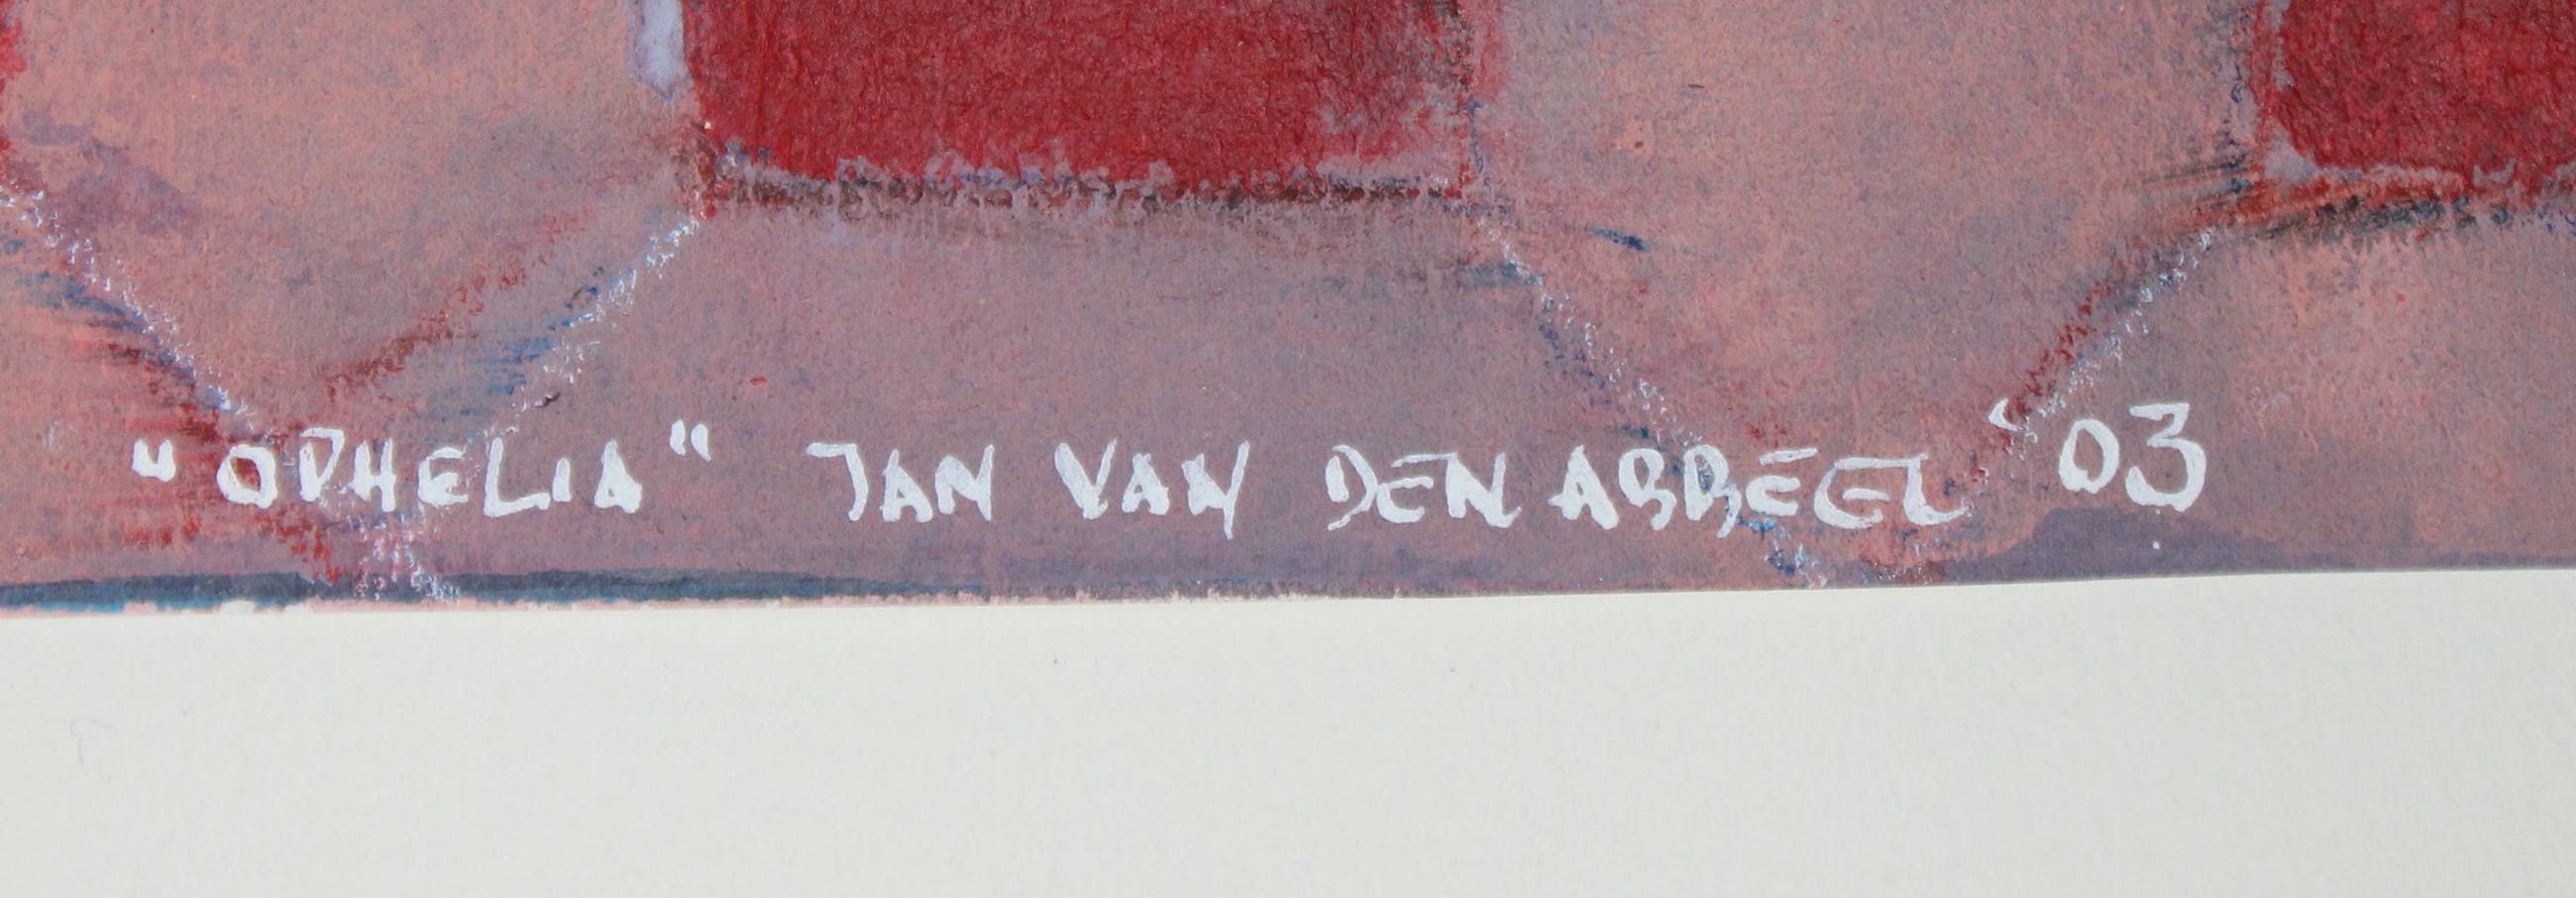 "OPHELIA" JAN VAN DEN ABBEEL '03